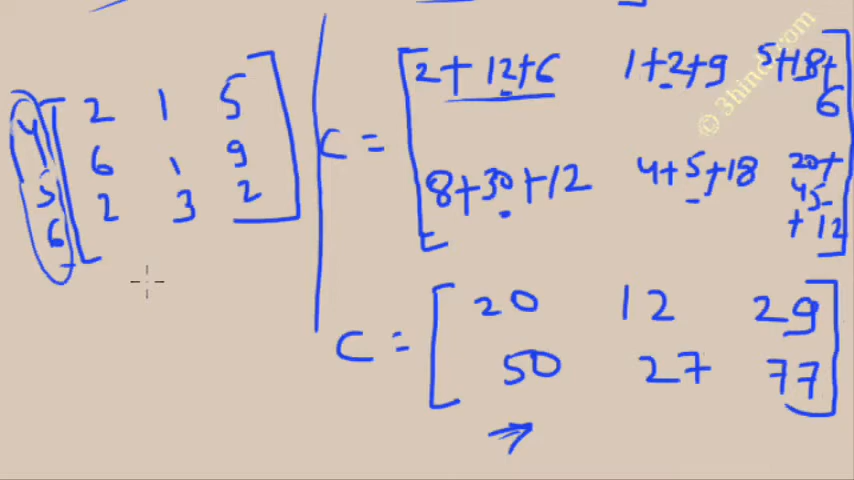 4 2 1 5
5 6 1 9
6 2 3 2
C = 2 + 12+6 1+2+9 5+18+
6
8+30+12 4+5+18 20+
45
+12
C = 20 12 29
50 27 77
© 3hind.com